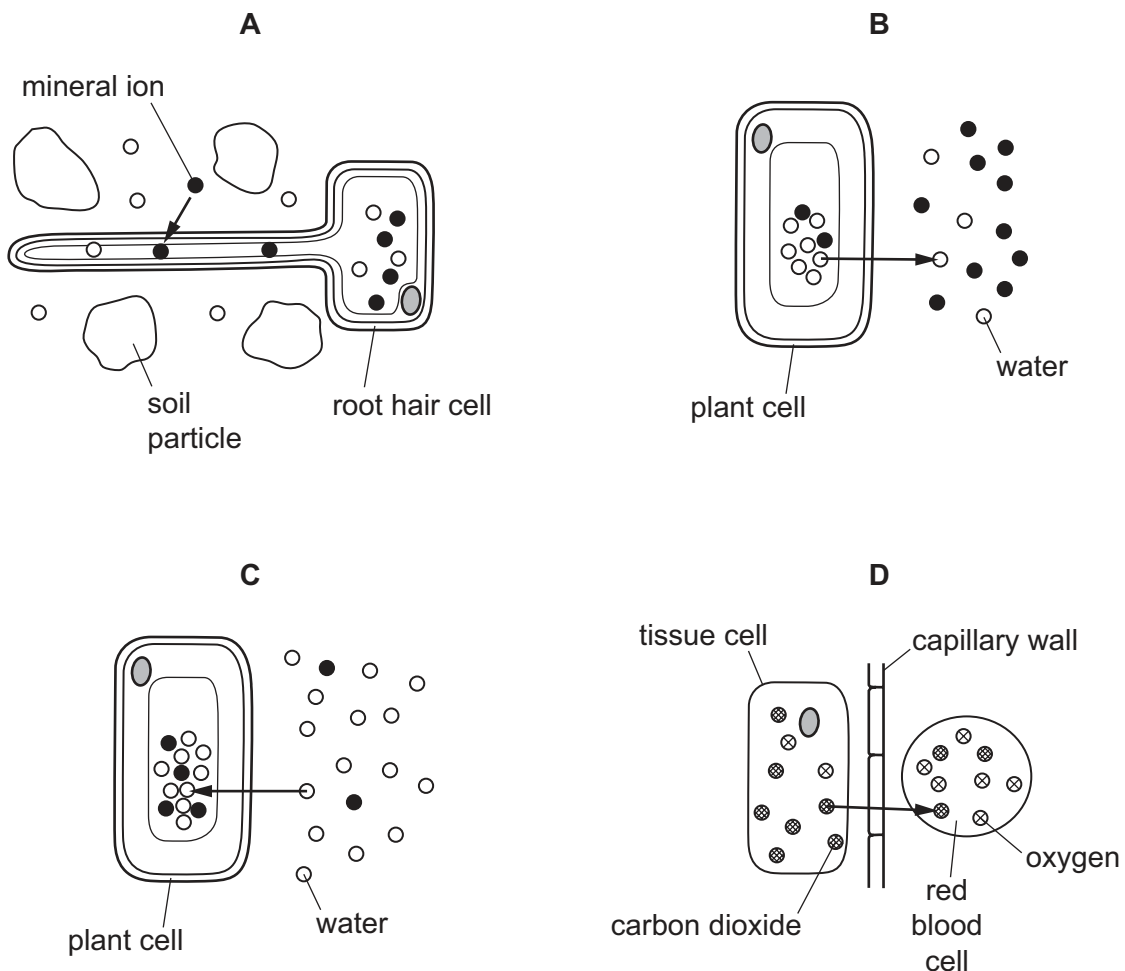 A
mineral ion
soil
particle
root hair cell
B
water
plant cell
C
water
plant cell
D
tissue cell
capillary wall
oxygen
carbon dioxide
red
blood
cell